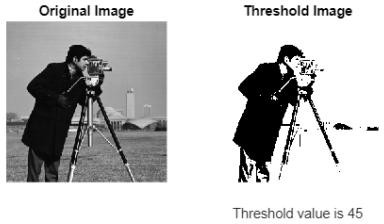 Original Image
Threshold Image
Threshold value is 45